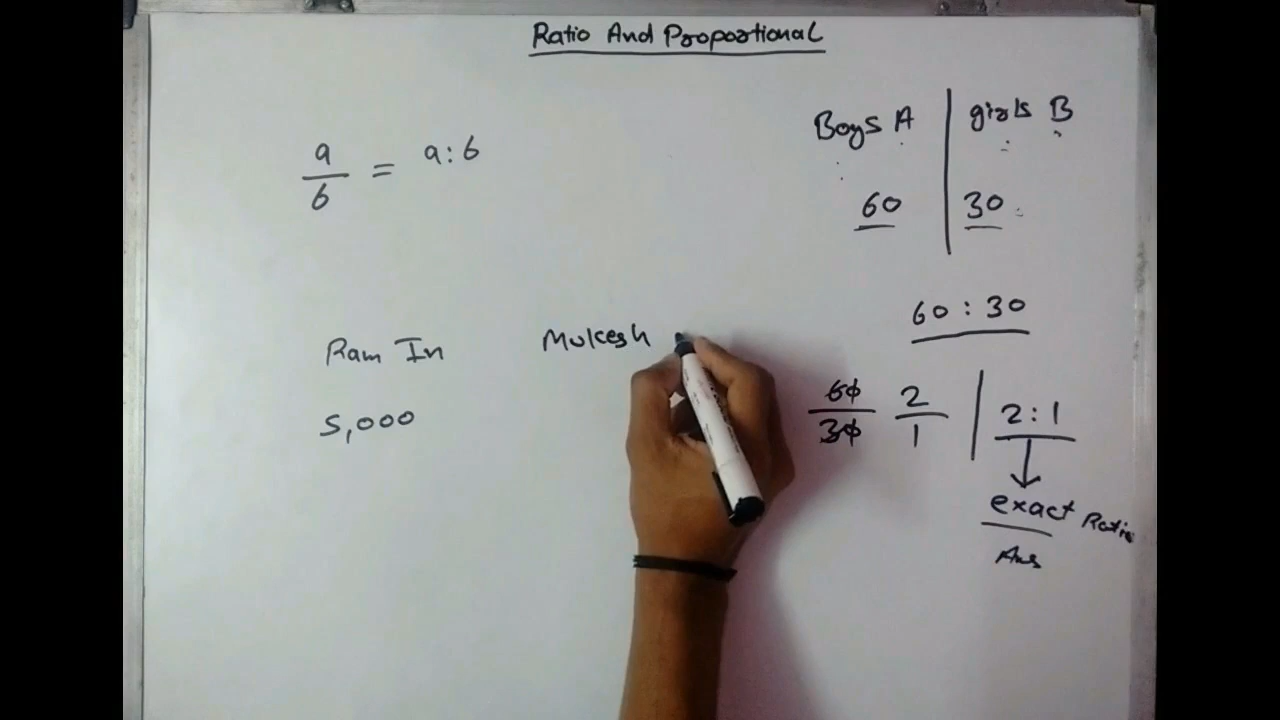 Ratio And Proportional
a/b = a:b
Boys A | girls B
60 | 30
60 : 30
60/30 2/1 | 2:1
exact Ratio
Ans
Ram In
5,000
Mukesh